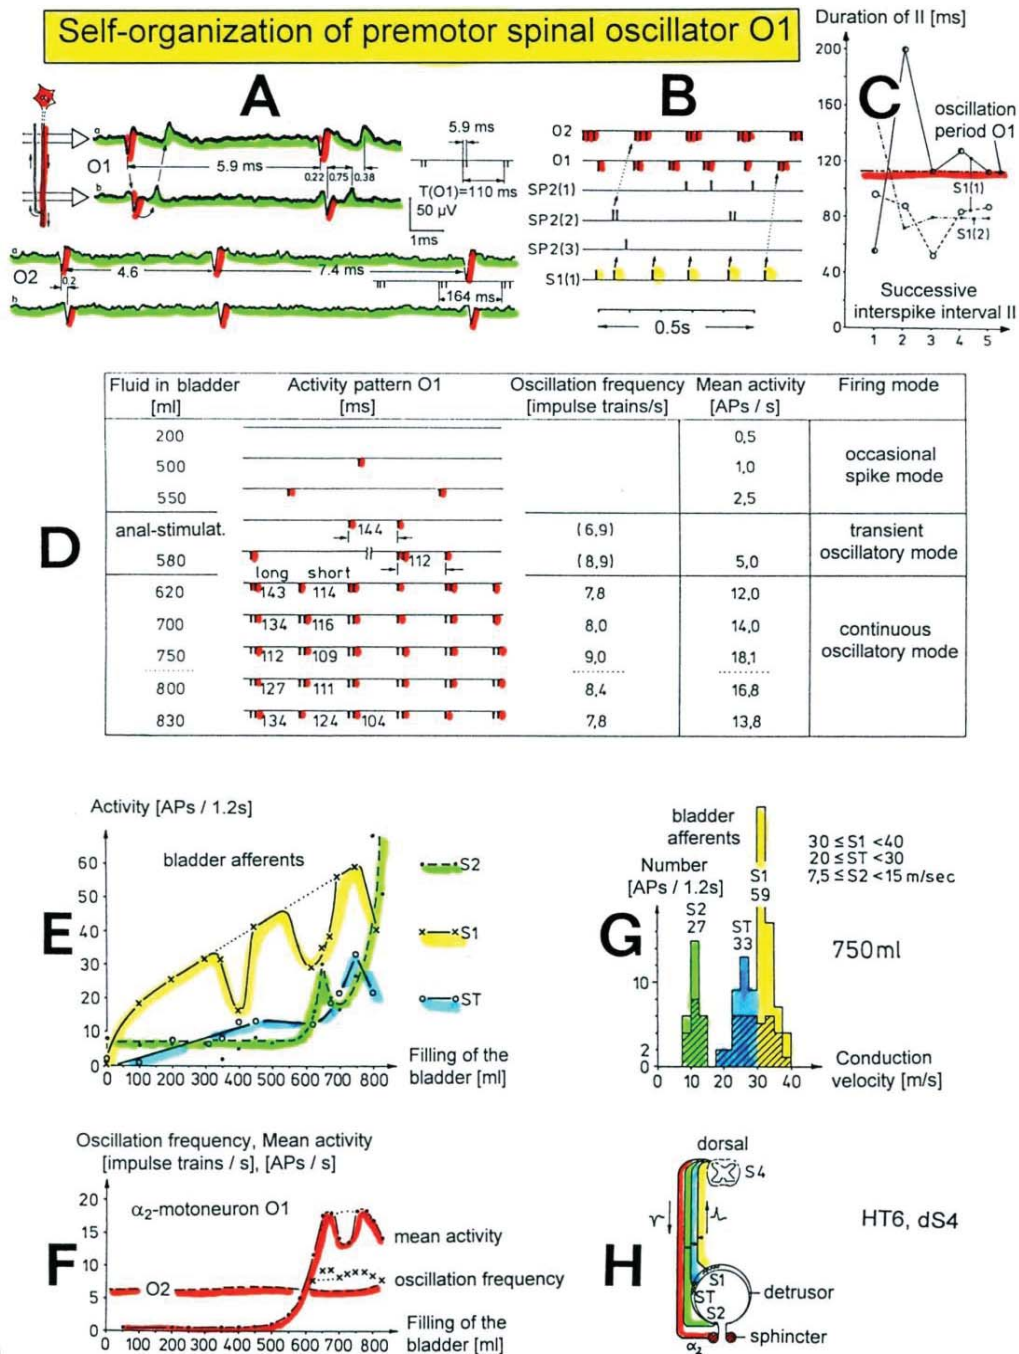 Self-organization of premotor spinal oscillator O1
A
a
O1
b
5.9 ms
0.22
0.75
0.38
5.9 ms
T(O1)=110 ms
50 µV
1ms
a
O2
b
4.6
7.4 ms
0.2
164 ms
B
O2
O1
SP2(1)
SP2(2)
SP2(3)
S1(1)
0.5s
Duration of II [ms]
C
200
160
120
80
40
0
oscillation
period O1
S1(1)
S1(2)
Successive
interspike interval II
1 2 3 4 5
D
Fluid in bladder Activity pattern O1 Oscillation frequency Mean activity Firing mode
[ml] [ms] [impulse trains/s] [APs / s]
200 0,5
500 1,0
550 2,5
occasional
spike mode
anal-stimulat. 144 (6,9)
580 112 (8,9) 5,0
transient
oscillatory mode
long short
620 143 114 7,8 12,0
700 134 116 8,0 14,0
750 112 109 9,0 18,1
800 127 111 8,4 16,8
830 134 124 104 7,8 13,8
continuous
oscillatory mode
Activity [APs / 1.2s]
E
bladder afferents
60
50
40
30
20
10
0
S2
S1
ST
0 100 200 300 400 500 600 700 800
Filling of the
bladder [ml]
G
bladder
afferents
Number
[APs / 1.2s]
30 ≤ S1 <40
20 ≤ ST <30
7,5 ≤ S2 <15 m/sec
S2
27
ST
33
S1
59
750ml
10
2
0
0 10 20 30 40
Conduction
velocity [m/s]
Oscillation frequency, Mean activity
[impulse trains / s], [APs / s]
F
α₂-motoneuron O1
20
15
10
5
0
O2
mean activity
oscillation frequency
0 100 200 300 400 500 600 700 800
Filling of the
bladder [ml]
H
dorsal
S4
S1
ST
S2
detrusor
sphincter
α₂
HT6, dS4